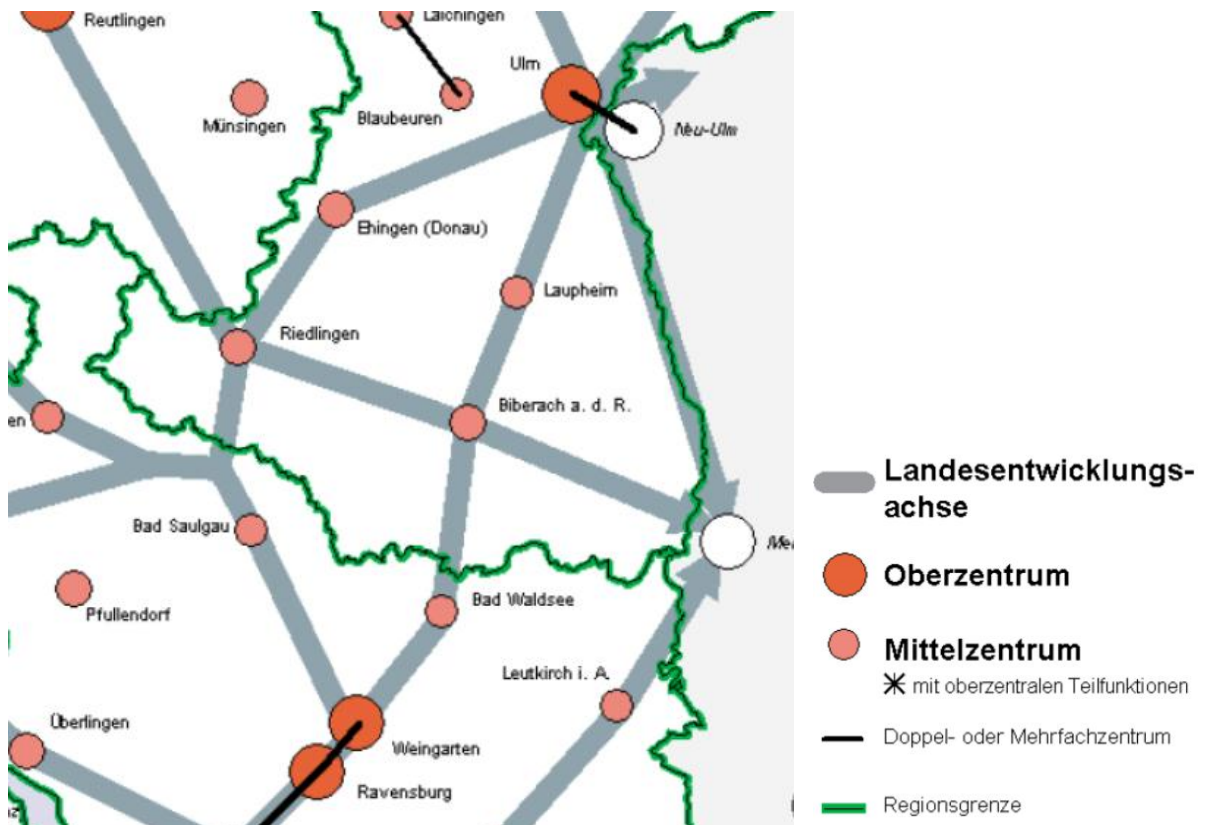 Reutlingen
Laichingen
Ulm
Münsingen
Blaubeuren
Neu-Ulm
Ehingen (Donau)
Laupheim
Riedlingen
Biberach a. d. R.
en
Bad Saulgau
Pfullendorf
Bad Waldsee
Leutkirch i. A.
Überlingen
Weingarten
Ravensburg
Landesentwicklungs-
achse
Oberzentrum
Mittelzentrum
mit oberzentralen Teilfunktionen
Doppel- oder Mehrfachzentrum
Regionsgrenze